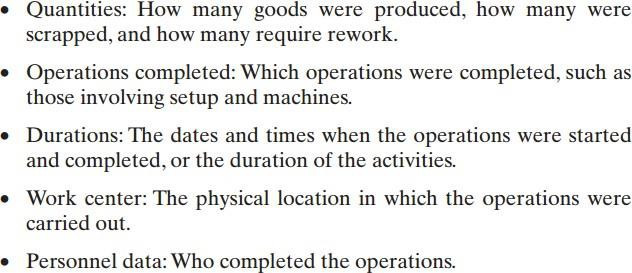 • Quantities: How many goods were produced, how many were
scrapped, and how many require rework.
• Operations completed: Which operations were completed, such as
those involving setup and machines.
• Durations: The dates and times when the operations were started
and completed, or the duration of the activities.
• Work center: The physical location in which the operations were
carried out.
• Personnel data: Who completed the operations.